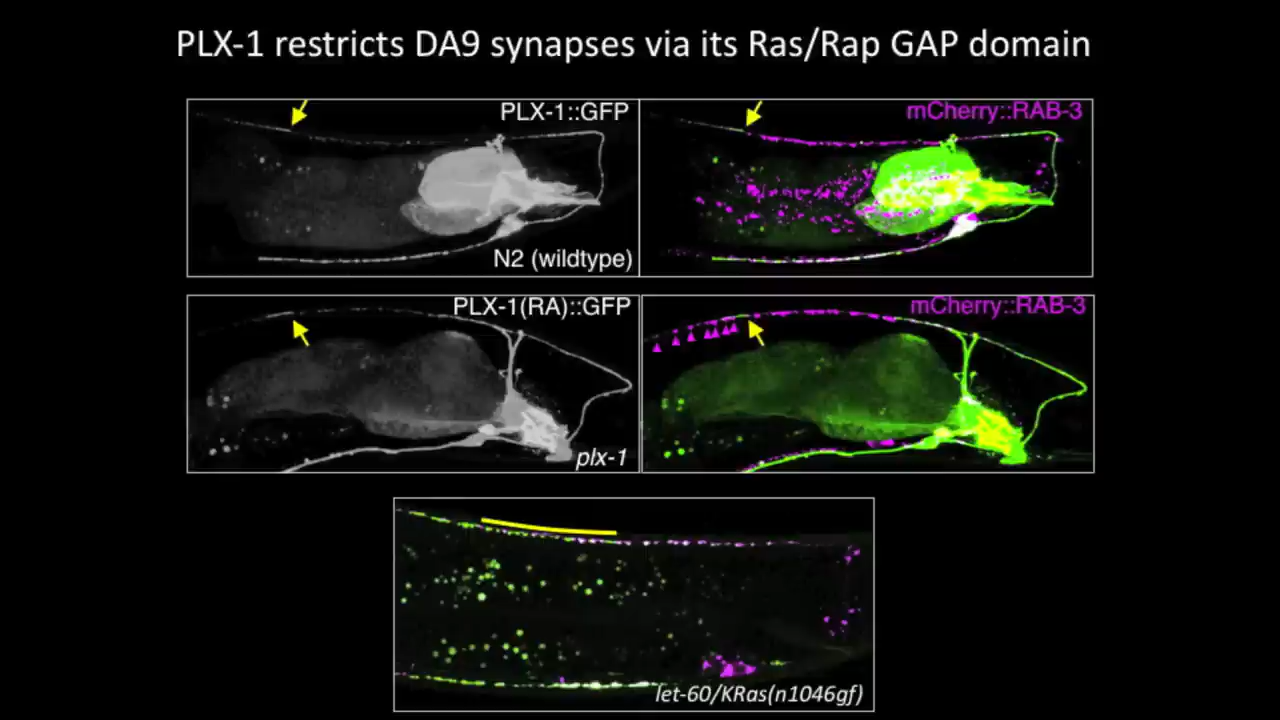 PLX-1 restricts DA9 synapses via its Ras/Rap GAP domain
PLX-1::GFP
mCherry::RAB-3
N2 (wildtype)
PLX-1(RA)::GFP
mCherry::RAB-3
plx-1
let-60/KRas(n1046gf)